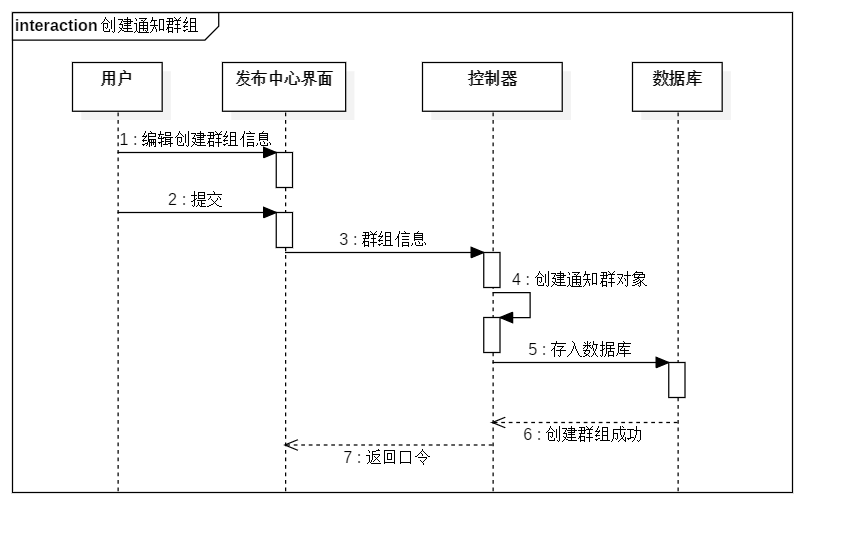 interaction 创建通知群组
用户
发布中心界面
控制器
数据库
1 : 编辑创建群组信息
2 : 提交
3 : 群组信息
4 : 创建通知群对象
5 : 存入数据库
6 : 创建群组成功
7 : 返回口令